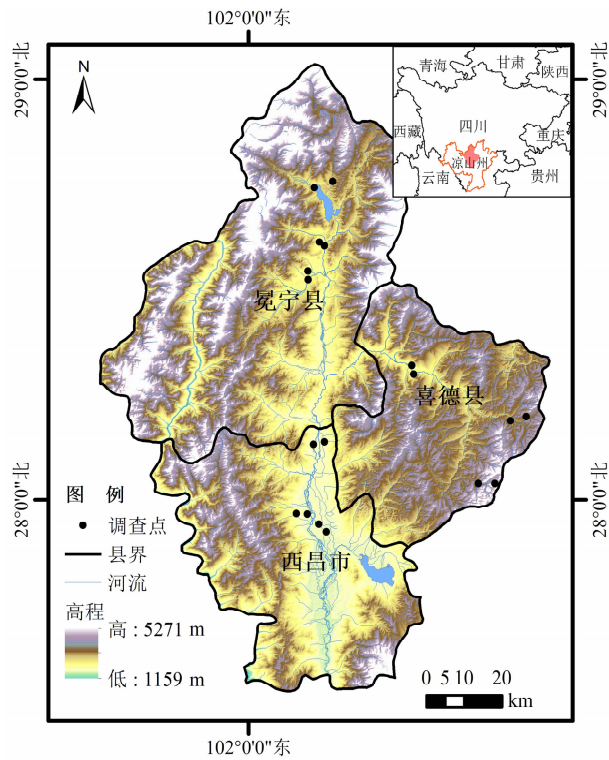 102°0'0"东
29°0'0"北
29°0'0"北
N
青海
甘肃
陕西
西藏
四川
重庆
凉山州
云南
贵州
冕宁县
喜德县
28°0'0"北
28°0'0"北
西昌市
图 例
调查点
县界
河流
高程
高：5271 m
低：1159 m
0 5 10 20
km
102°0'0"东